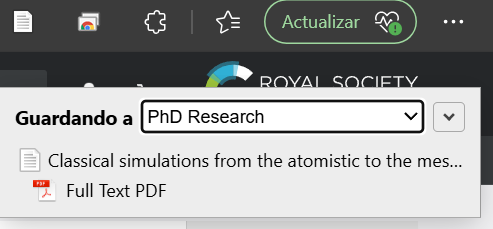 Actualizar
ROYAL SOCIETY
Guardando a PhD Research
Classical simulations from the atomistic to the mes...
PDF
Full Text PDF